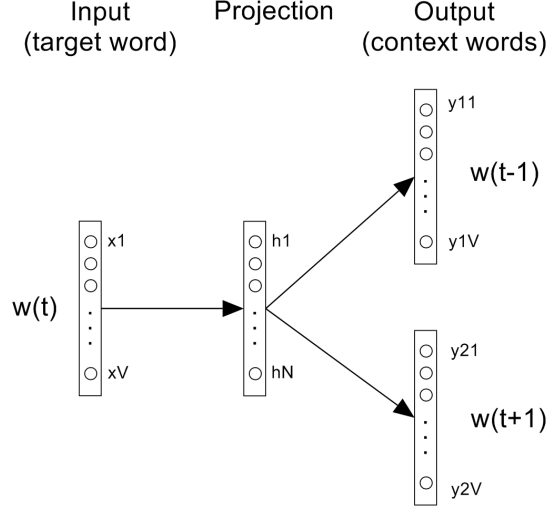 Input
(target word)
Projection
Output
(context words)
y11
w(t-1)
y1V
x1
w(t)
xV
h1
hN
y21
w(t+1)
y2V